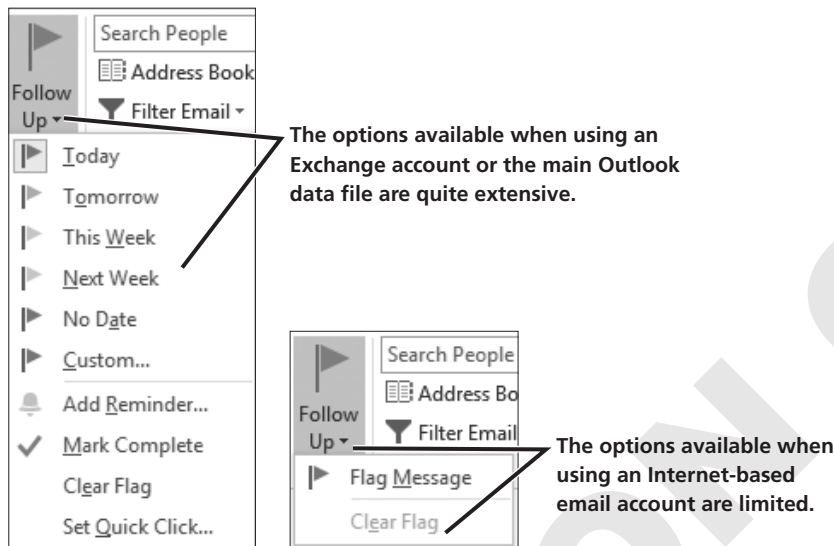 Search People
Address Book
Follow
Up
Filter Email
Today
Tomorrow
This Week
Next Week
No Date
Custom...
Add Reminder...
Mark Complete
Clear Flag
Set Quick Click...
The options available when using an
Exchange account or the main Outlook
data file are quite extensive.
Search People
Address Bo
Follow
Up
Filter Email
Flag Message
Clear Flag
The options available when
using an Internet-based
email account are limited.